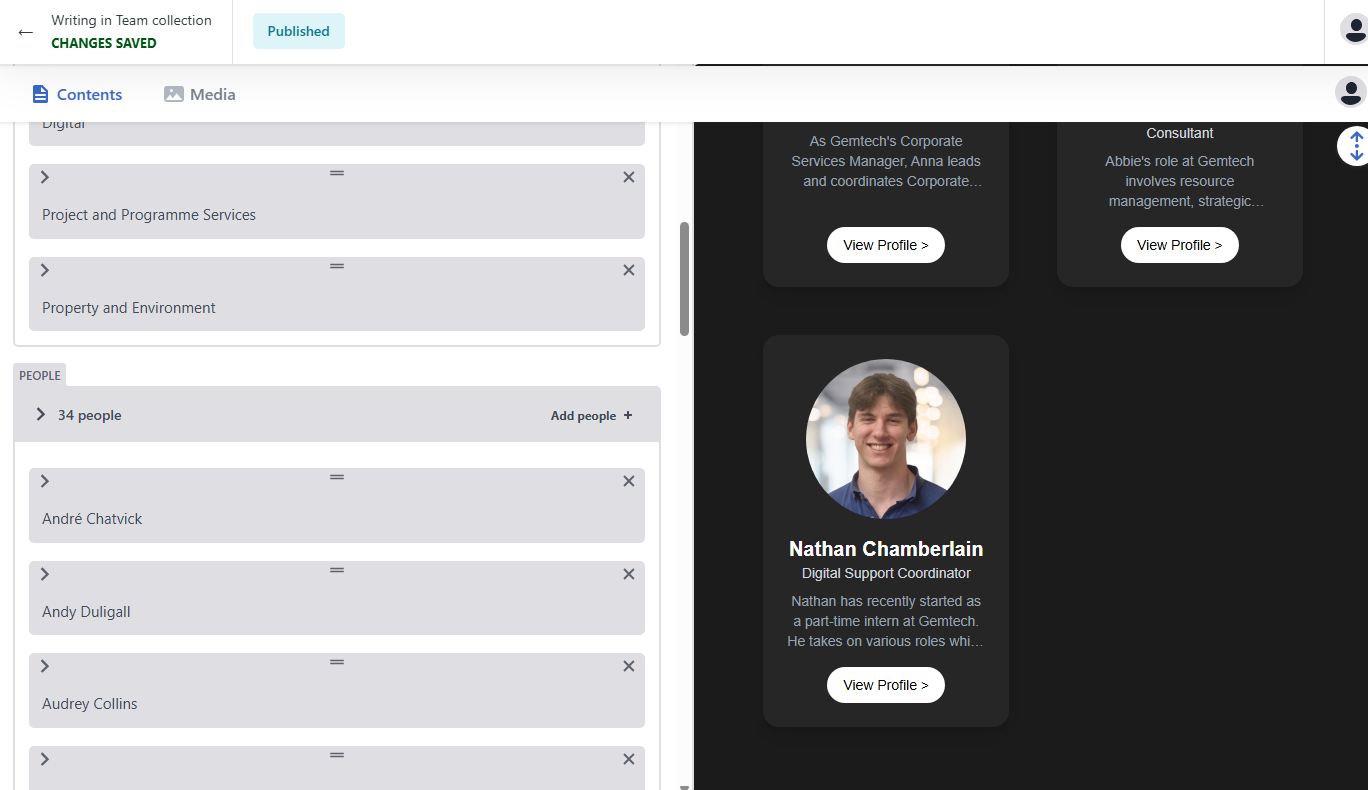 Writing in Team collection
CHANGES SAVED
Published
Contents
Media
Digital
Project and Programme Services
Property and Environment
PEOPLE
34 people
Add people +
André Chatvick
Andy Duligall
Audrey Collins
As Gemtech's Corporate
Services Manager, Anna leads
and coordinates Corporate…
View Profile >
Consultant
Abbie's role at Gemtech
involves resource
management, strategic…
View Profile >
Nathan Chamberlain
Digital Support Coordinator
Nathan has recently started as
a part-time intern at Gemtech.
He takes on various roles whi…
View Profile >